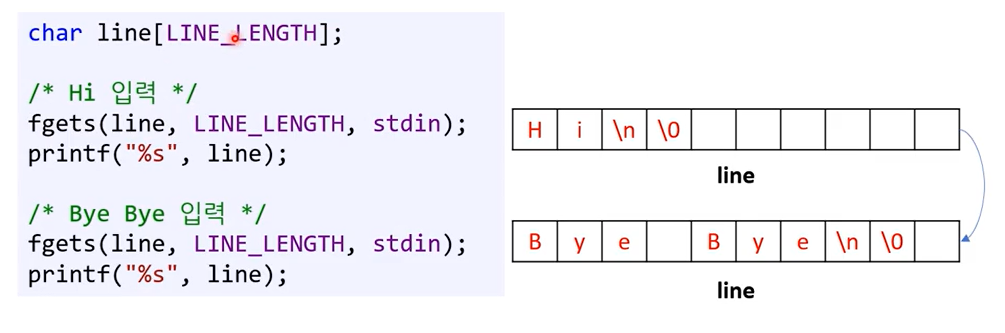 char line[LINE_LENGTH];
/* Hi 입력 */
fgets(line, LINE_LENGTH, stdin);
printf("%s", line);
/* Bye Bye 입력 */
fgets(line, LINE_LENGTH, stdin);
printf("%s", line);
H i \n \0
line
B y e B y e \n \0
line